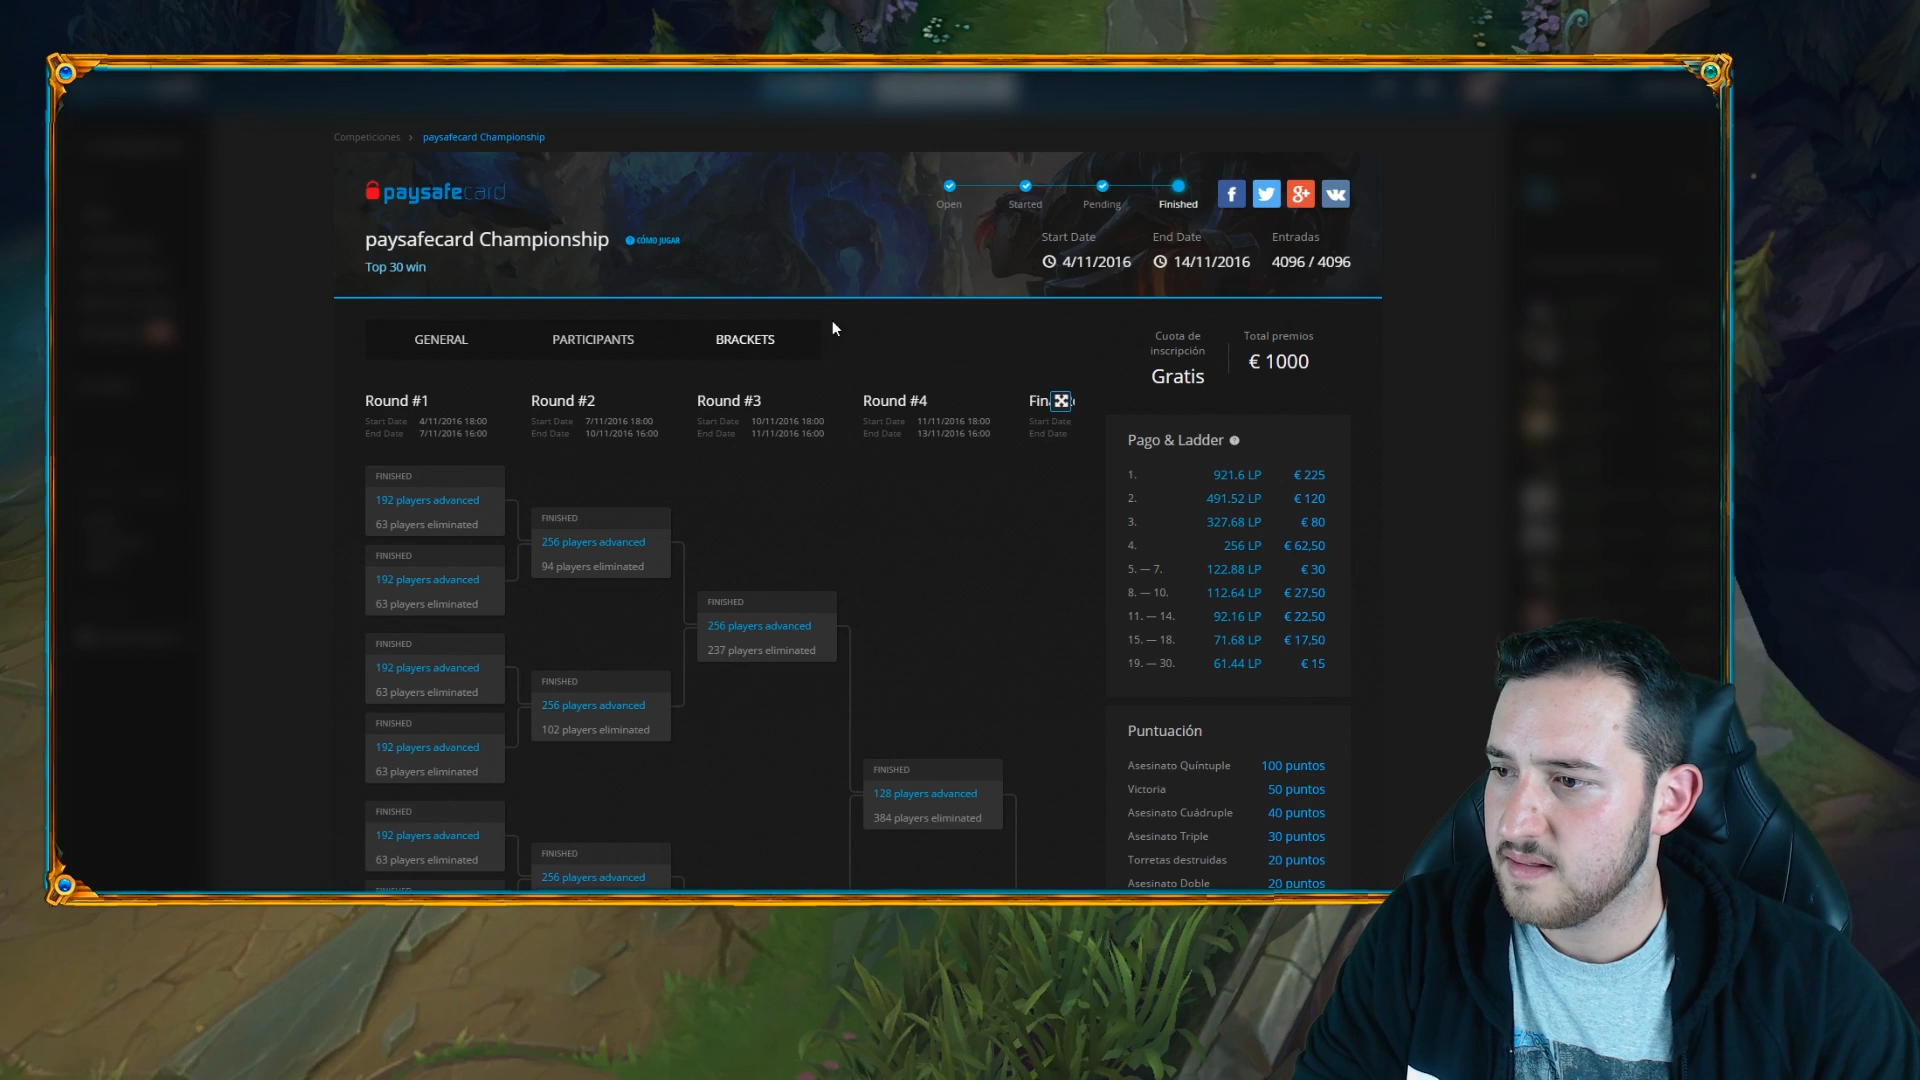 Competiciones › paysafecard Championship
paysafecard
Open Started Pending Finished
f g+
paysafecard Championship CÓMO JUGAR
Top 30 win
Start Date End Date Entradas
4/11/2016 14/11/2016 4096 / 4096
GENERAL PARTICIPANTS BRACKETS
Cuota de inscripción
Gratis
Total premios
€ 1000
Round #1
Start Date 4/11/2016 18:00
End Date 7/11/2016 16:00
Round #2
Start Date 7/11/2016 18:00
End Date 10/11/2016 16:00
Round #3
Start Date 10/11/2016 18:00
End Date 11/11/2016 16:00
Round #4
Start Date 11/11/2016 18:00
End Date 13/11/2016 16:00
Fin
Start Date
End Date
FINISHED
192 players advanced
63 players eliminated
FINISHED
192 players advanced
63 players eliminated
FINISHED
192 players advanced
63 players eliminated
FINISHED
192 players advanced
63 players eliminated
FINISHED
192 players advanced
63 players eliminated
FINISHED
256 players advanced
94 players eliminated
FINISHED
256 players advanced
102 players eliminated
FINISHED
256 players advanced
FINISHED
256 players advanced
237 players eliminated
FINISHED
128 players advanced
384 players eliminated
Pago & Ladder
1. 921.6 LP € 225
2. 491.52 LP € 120
3. 327.68 LP € 80
4. 256 LP € 62,50
5. — 7. 122.88 LP € 30
8. — 10. 112.64 LP € 27,50
11. — 14. 92.16 LP € 22,50
15. — 18. 71.68 LP € 17,50
19. — 30. 61.44 LP € 15
Puntuación
Asesinato Quíntuple 100 puntos
Victoria 50 puntos
Asesinato Cuádruple 40 puntos
Asesinato Triple 30 puntos
Torretas destruidas 20 puntos
Asesinato Doble 20 puntos